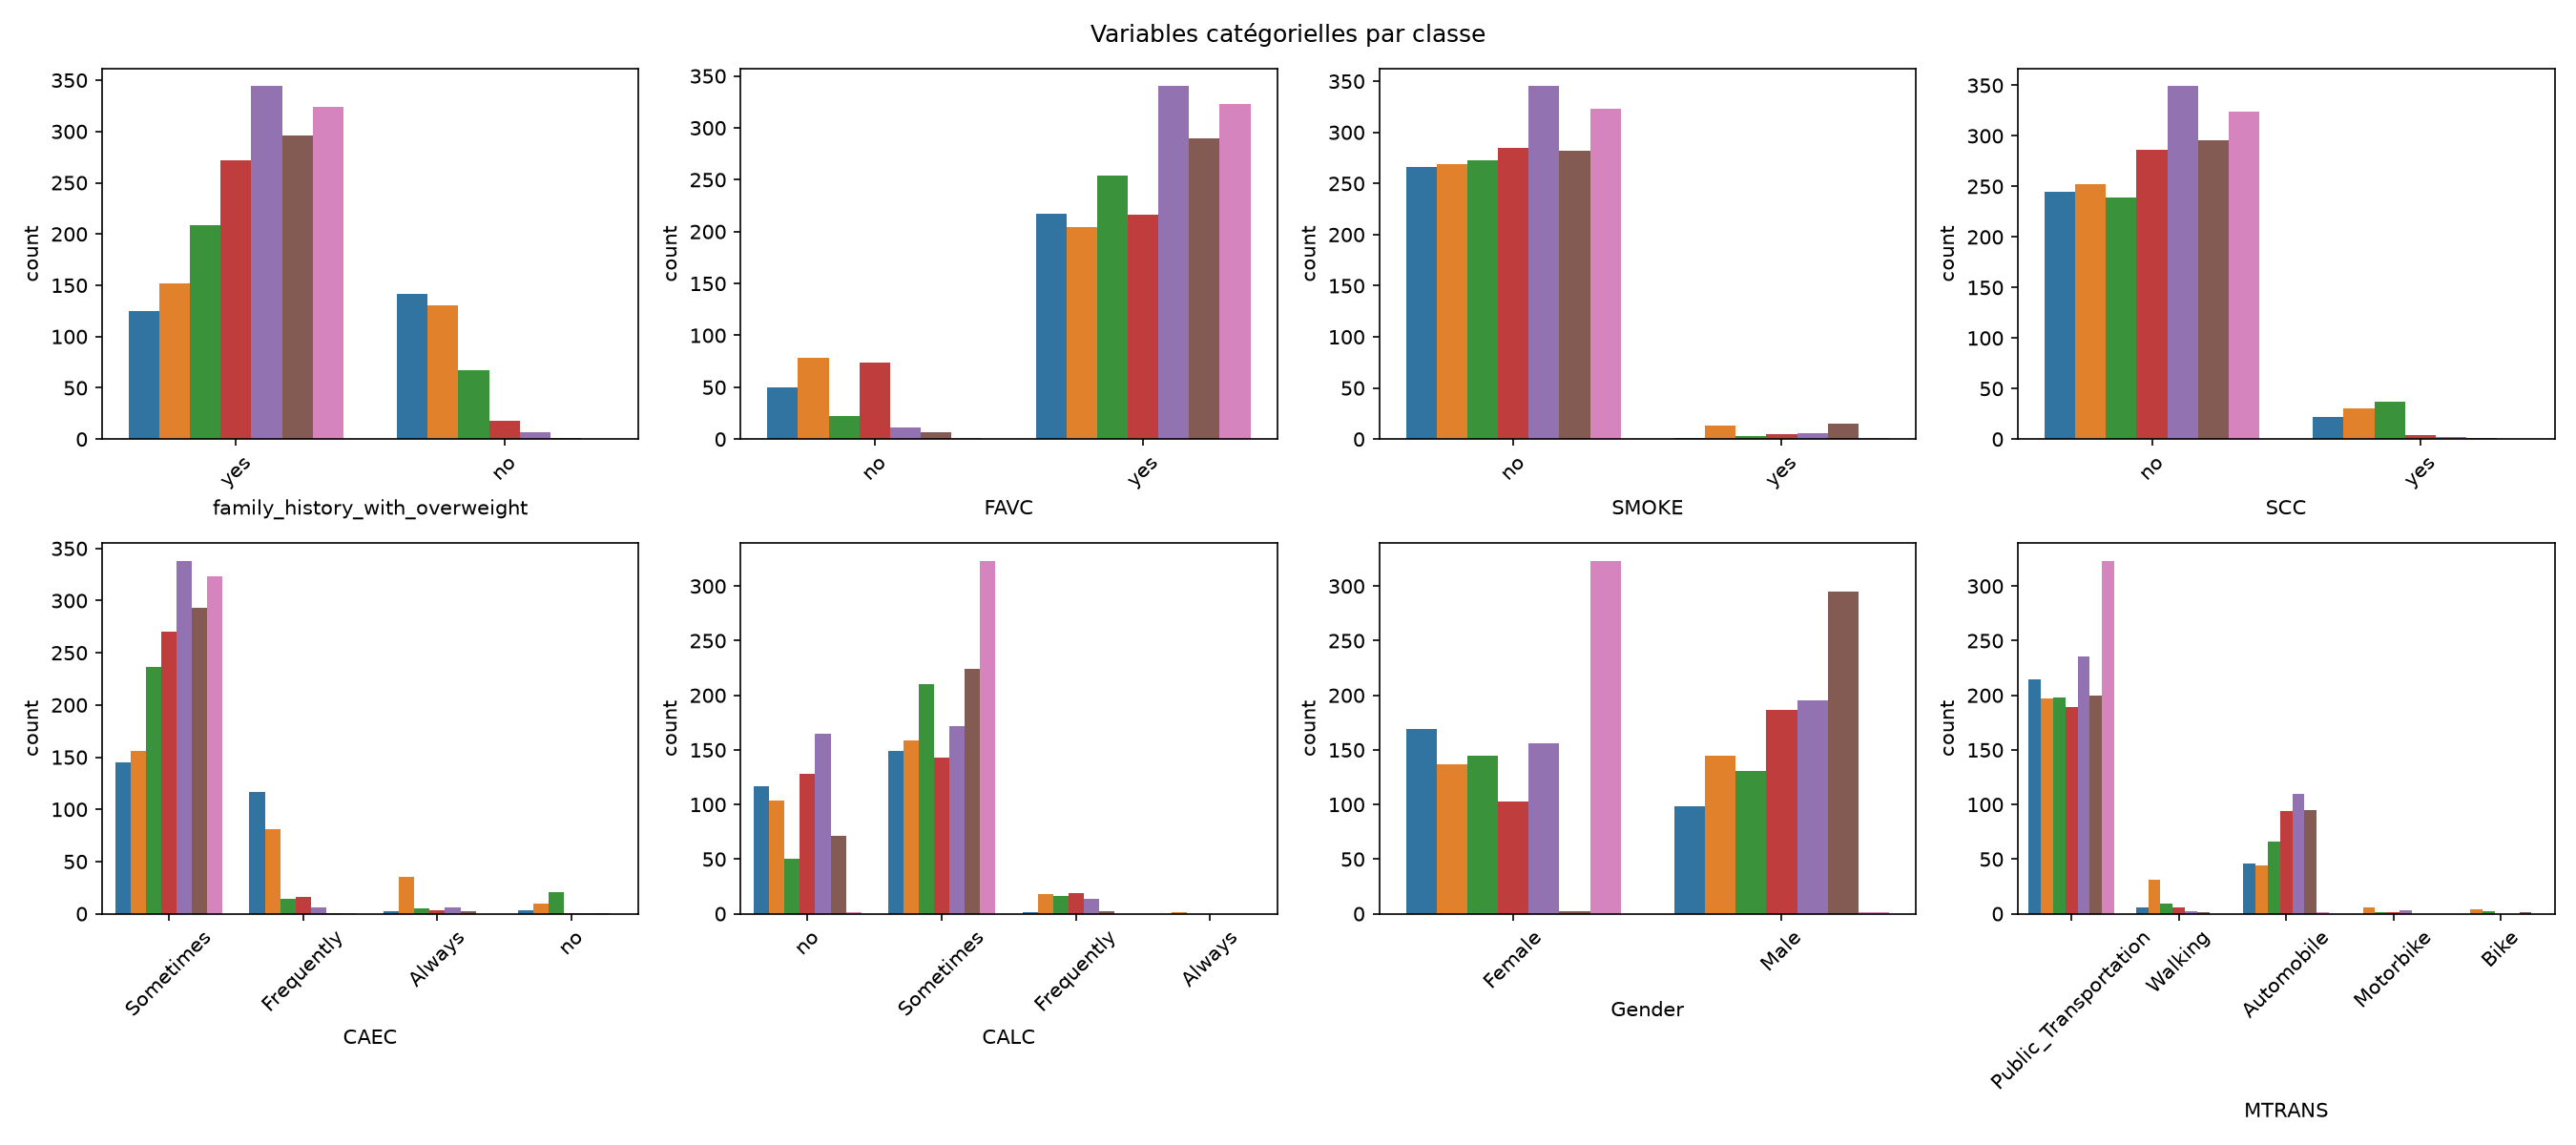 Variables catégorielles par classe
count
350
300
250
200
150
100
50
0
yes
no
family_history_with_overweight
count
350
300
250
200
150
100
50
0
no
yes
FAVC
count
350
300
250
200
150
100
50
0
no
yes
SMOKE
count
350
300
250
200
150
100
50
0
no
yes
SCC
count
350
300
250
200
150
100
50
0
Sometimes
Frequently
Always
no
CAEC
count
300
250
200
150
100
50
0
no
Sometimes
Frequently
Always
CALC
count
300
250
200
150
100
50
0
Female
Male
Gender
count
300
250
200
150
100
50
0
Public_Transportation
Walking
Automobile
Motorbike
Bike
MTRANS